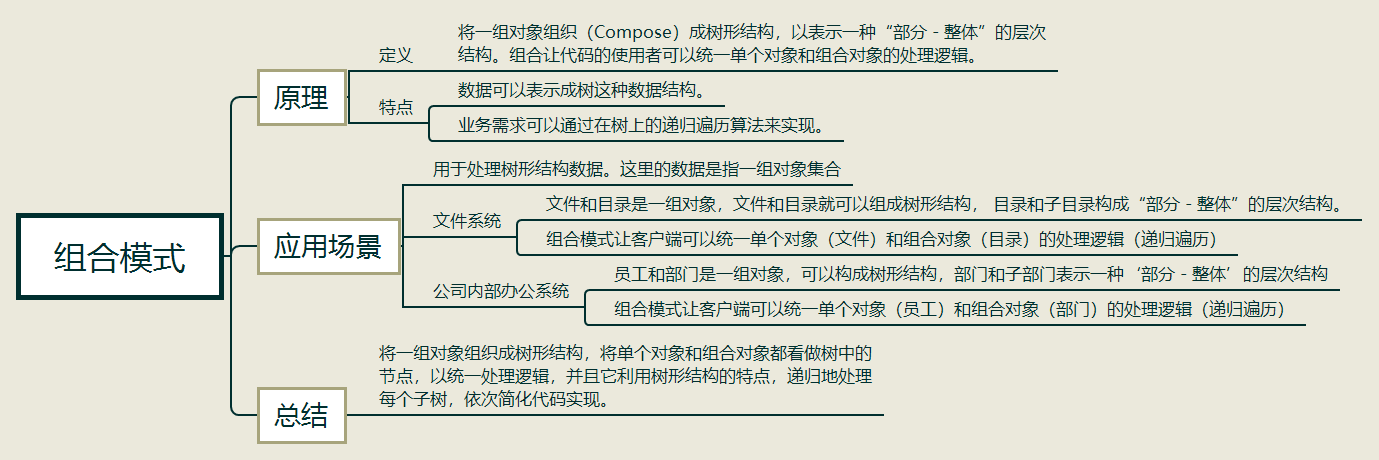 组合模式
原理
定义
将一组对象组织（Compose）成树形结构，以表示一种“部分 - 整体”的层次
结构。组合让代码的使用者可以统一单个对象和组合对象的处理逻辑。
特点
数据可以表示成树这种数据结构。
业务需求可以通过在树上的递归遍历算法来实现。
应用场景
用于处理树形结构数据。这里的数据是指一组对象集合
文件系统
文件和目录是一组对象，文件和目录就可以组成树形结构， 目录和子目录构成“部分 - 整体”的层次结构。
组合模式让客户端可以统一单个对象（文件）和组合对象（目录）的处理逻辑（递归遍历）
公司内部办公系统
员工和部门是一组对象，可以构成树形结构，部门和子部门表示一种‘部分 - 整体’的层次结构
组合模式让客户端可以统一单个对象（员工）和组合对象（部门）的处理逻辑（递归遍历）
总结
将一组对象组织成树形结构，将单个对象和组合对象都看做树中的
节点，以统一处理逻辑，并且它利用树形结构的特点，递归地处理
每个子树，依次简化代码实现。